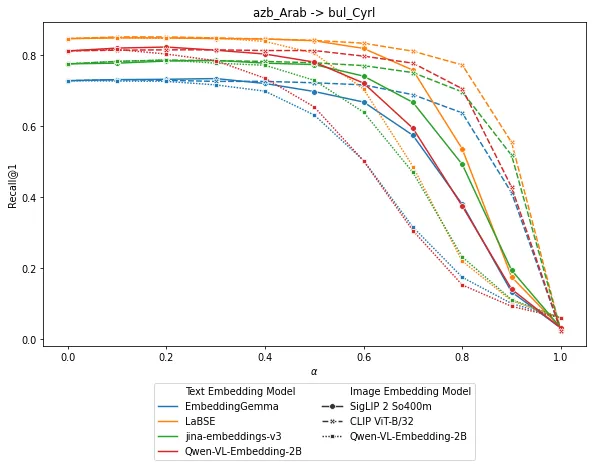 azb_Arab -> bul_Cyrl
Recall@1
0.8
0.6
0.4
0.2
0.0
0.0 0.2 0.4 0.6 0.8 1.0
α
Text Embedding Model Image Embedding Model
EmbeddingGemma SigLIP 2 So400m
LaBSE CLIP ViT-B/32
jina-embeddings-v3 Qwen-VL-Embedding-2B
Qwen-VL-Embedding-2B